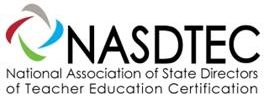 NASDTEC
National Association of State Directors
of Teacher Education Certification